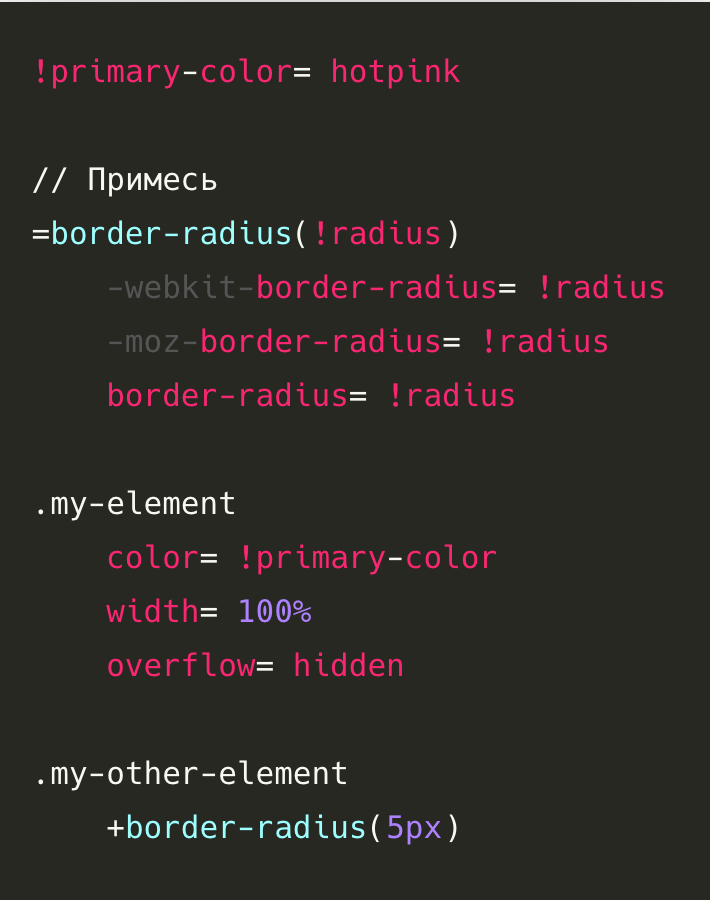 !primary-color= hotpink
// Примесь
=border-radius(!radius)
-webkit-border-radius= !radius
-moz-border-radius= !radius
border-radius= !radius
.my-element
color= !primary-color
width= 100%
overflow= hidden
.my-other-element
+border-radius(5px)